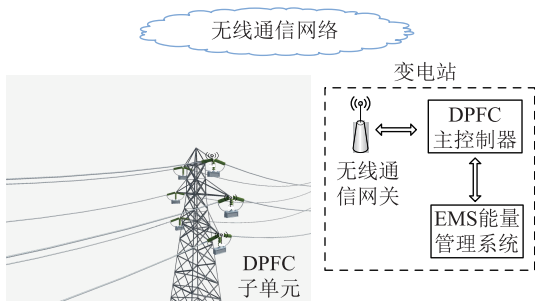 无线通信网络
变电站
DPFC
主控制器
无线通
信网关
EMS能量
管理系统
DPFC
子单元